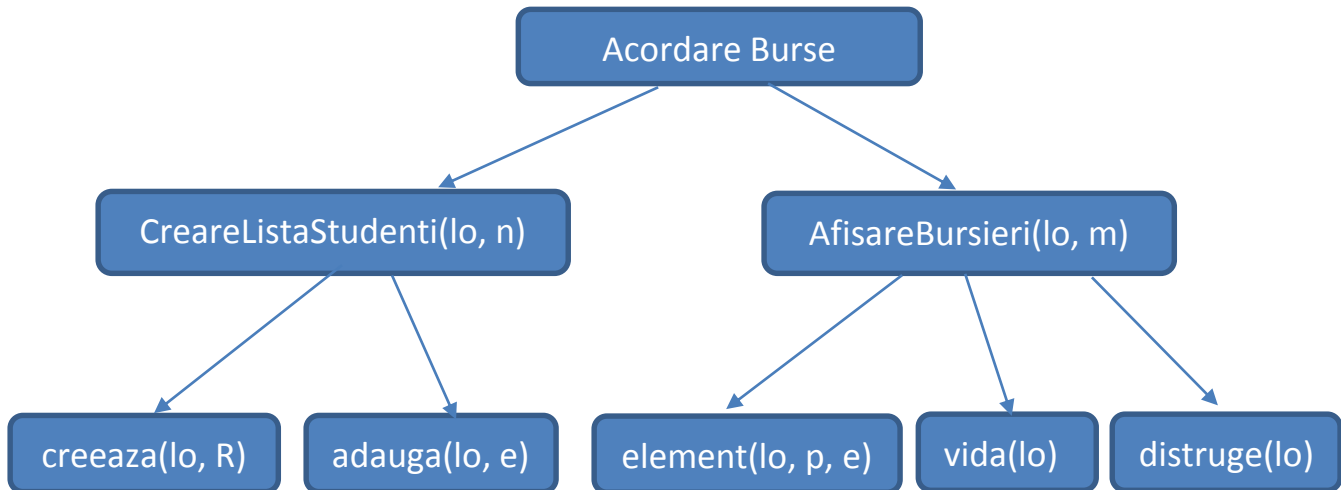 Acordare Burse
CreareListaStudenti(lo, n)
AfisareBursieri(lo, m)
creeaza(lo, R)
adauga(lo, e)
element(lo, p, e)
vida(lo)
distruge(lo)